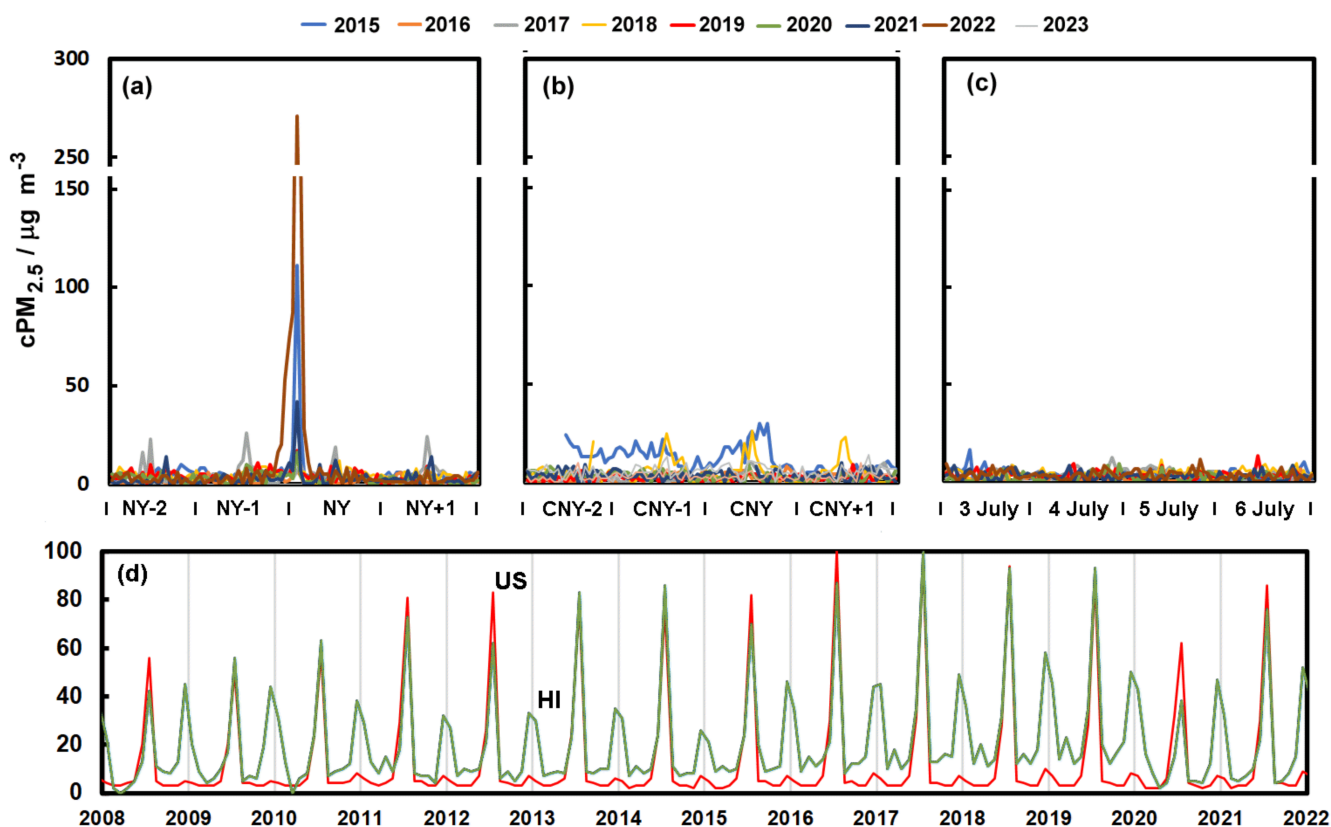 2015 2016 2017 2018 2019 2020 2021 2022 2023
300 (a) (b) (c)
250
150
100
50
0
cPM2.5 / μg m-3
I NY-2 I NY-1 I NY I NY+1 I I CNY-2 I CNY-1 I CNY I CNY+1 I I 3 July I 4 July I 5 July I 6 July I
100 (d) US
80
60
40 HI
20
0
2008 2009 2010 2011 2012 2013 2014 2015 2016 2017 2018 2019 2020 2021 2022